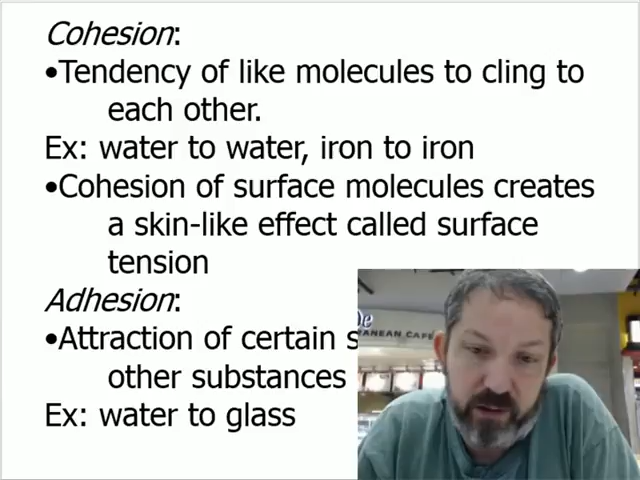 Cohesion:
•Tendency of like molecules to cling to
each other.
Ex: water to water, iron to iron
•Cohesion of surface molecules creates
a skin-like effect called surface
tension
Adhesion:
•Attraction of certain
other substances
Ex: water to glass
CAFE